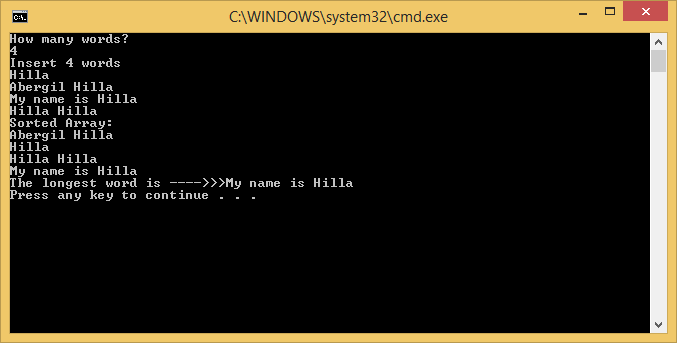 C:\WINDOWS\system32\cmd.exe
How many words?
4
Insert 4 words
Hilla
Abergil Hilla
My name is Hilla
Hilla Hilla
Sorted Array:
Abergil Hilla
Hilla
Hilla Hilla
My name is Hilla
The longest word is ---->>>My name is Hilla
Press any key to continue . . .